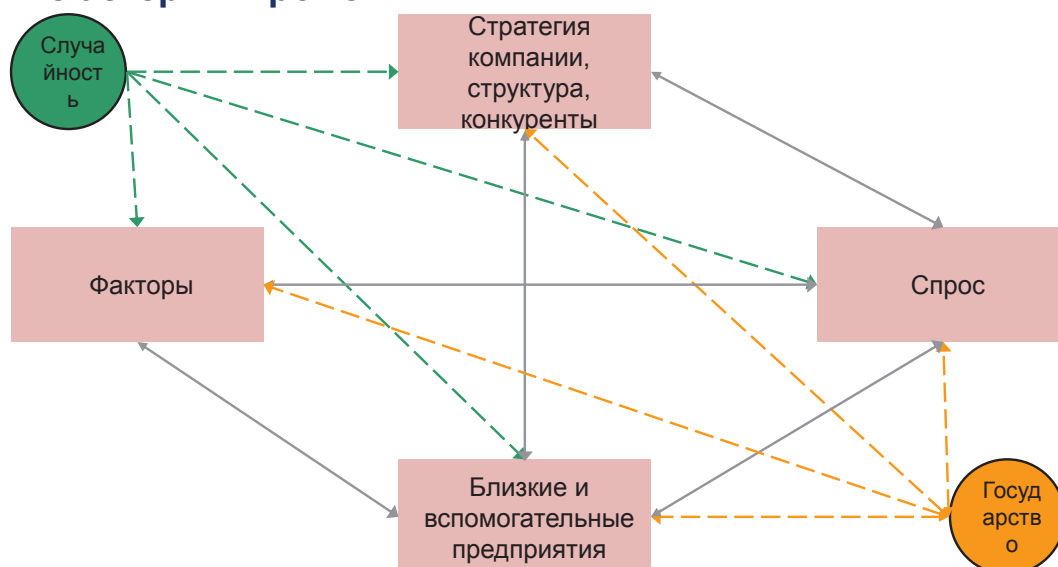 Случа
йност
ь
Стратегия
компании,
структура,
конкуренты
Факторы
Спрос
Близкие и
вспомогательные
предприятия
Госуд
арств
о